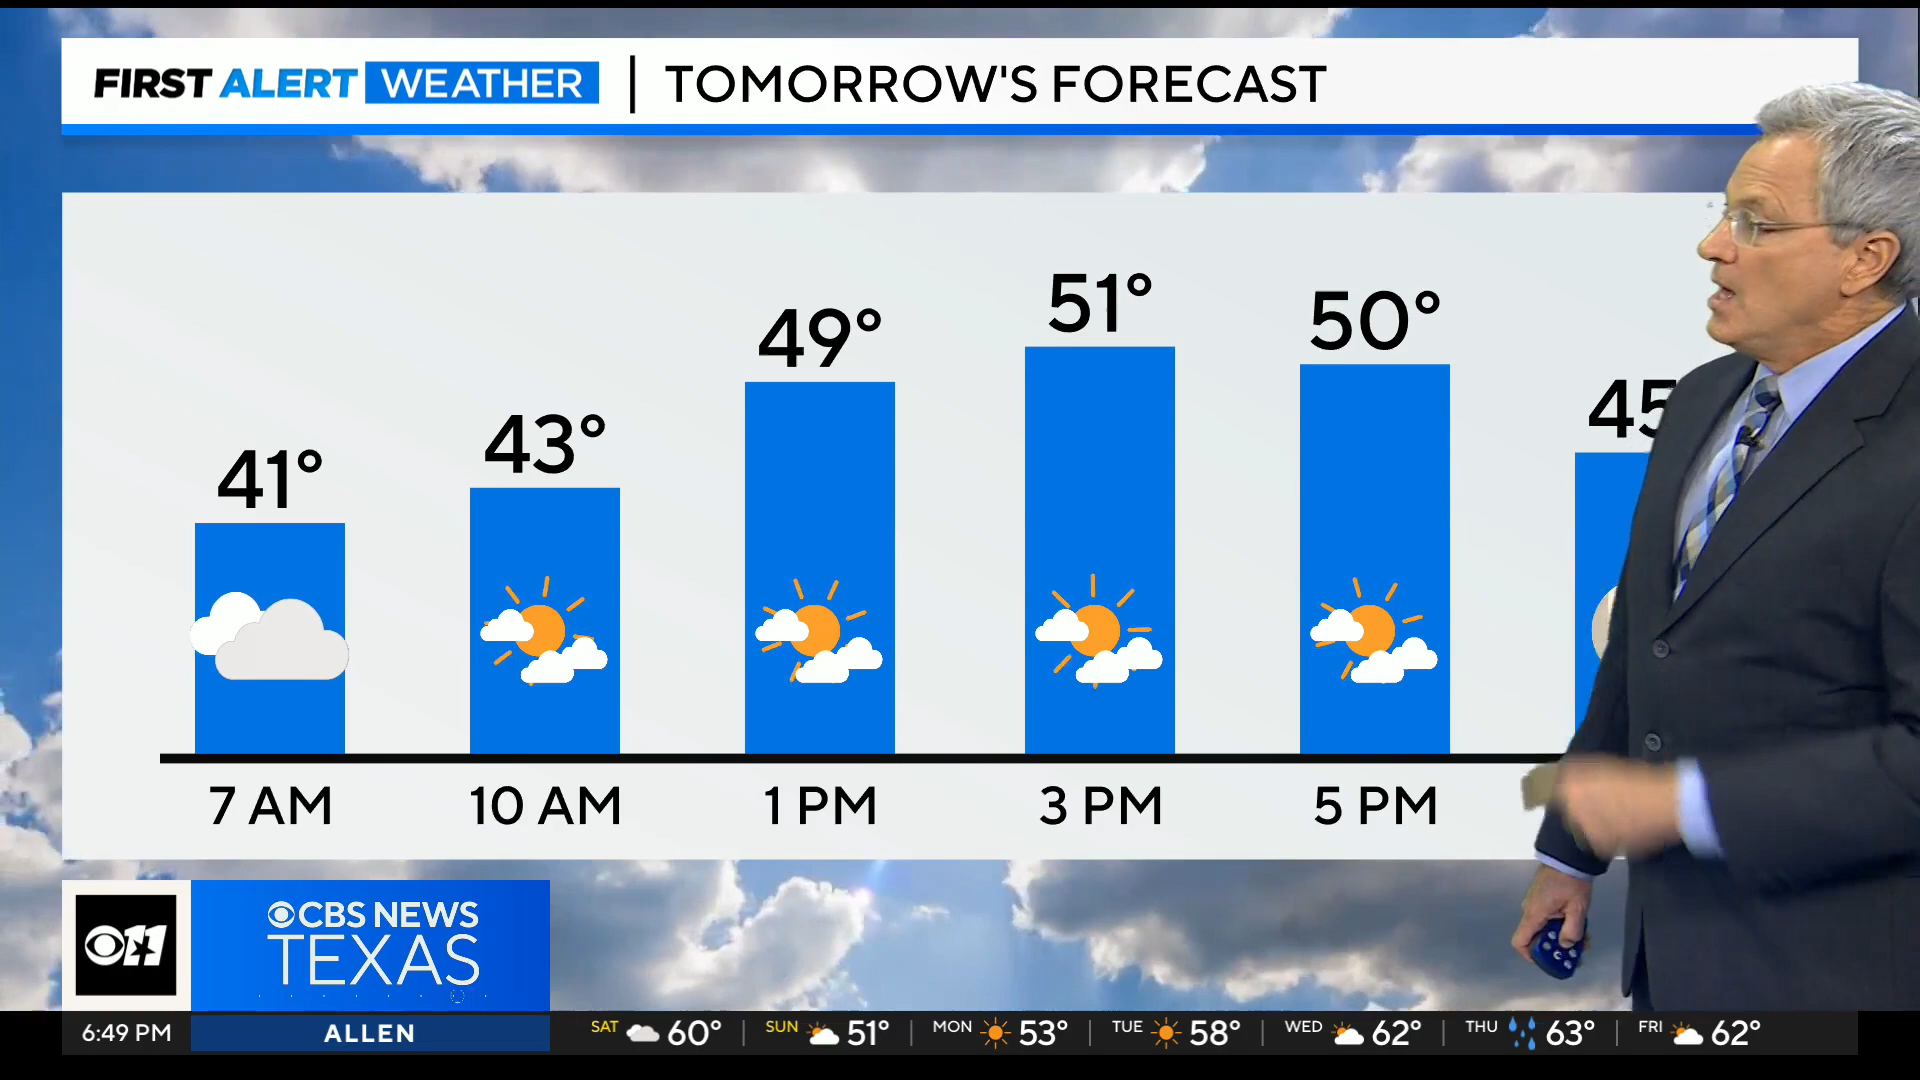 FIRST ALERT WEATHER | TOMORROW'S FORECAST
41° 43° 49° 51° 50° 45
7 AM 10 AM 1 PM 3 PM 5 PM
11
CBS NEWS
TEXAS
6:49 PM ALLEN SAT 60° | SUN 51° | MON 53° | TUE 58° | WED 62° | THU 63° | FRI 62°